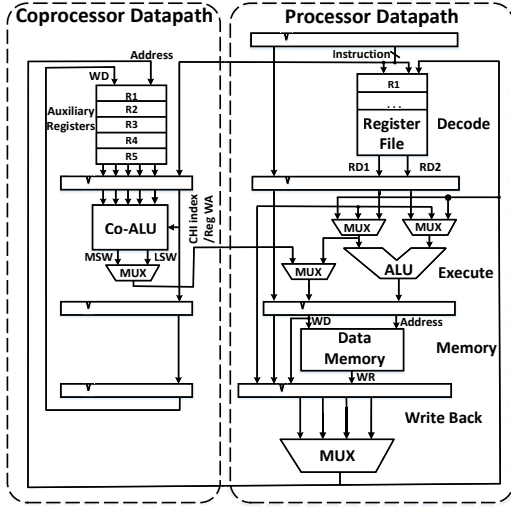 Coprocessor Datapath
Processor Datapath
Address
WD
Auxiliary
Registers
R1
R2
R3
R4
R5
Co-ALU
MSW
LSW
MUX
CHI index
/Reg WA
instruction
R1
...
Register
File
Decode
RD1
RD2
MUX
MUX
MUX
ALU
Execute
WD
Address
Data
Memory
Memory
WR
Write Back
MUX